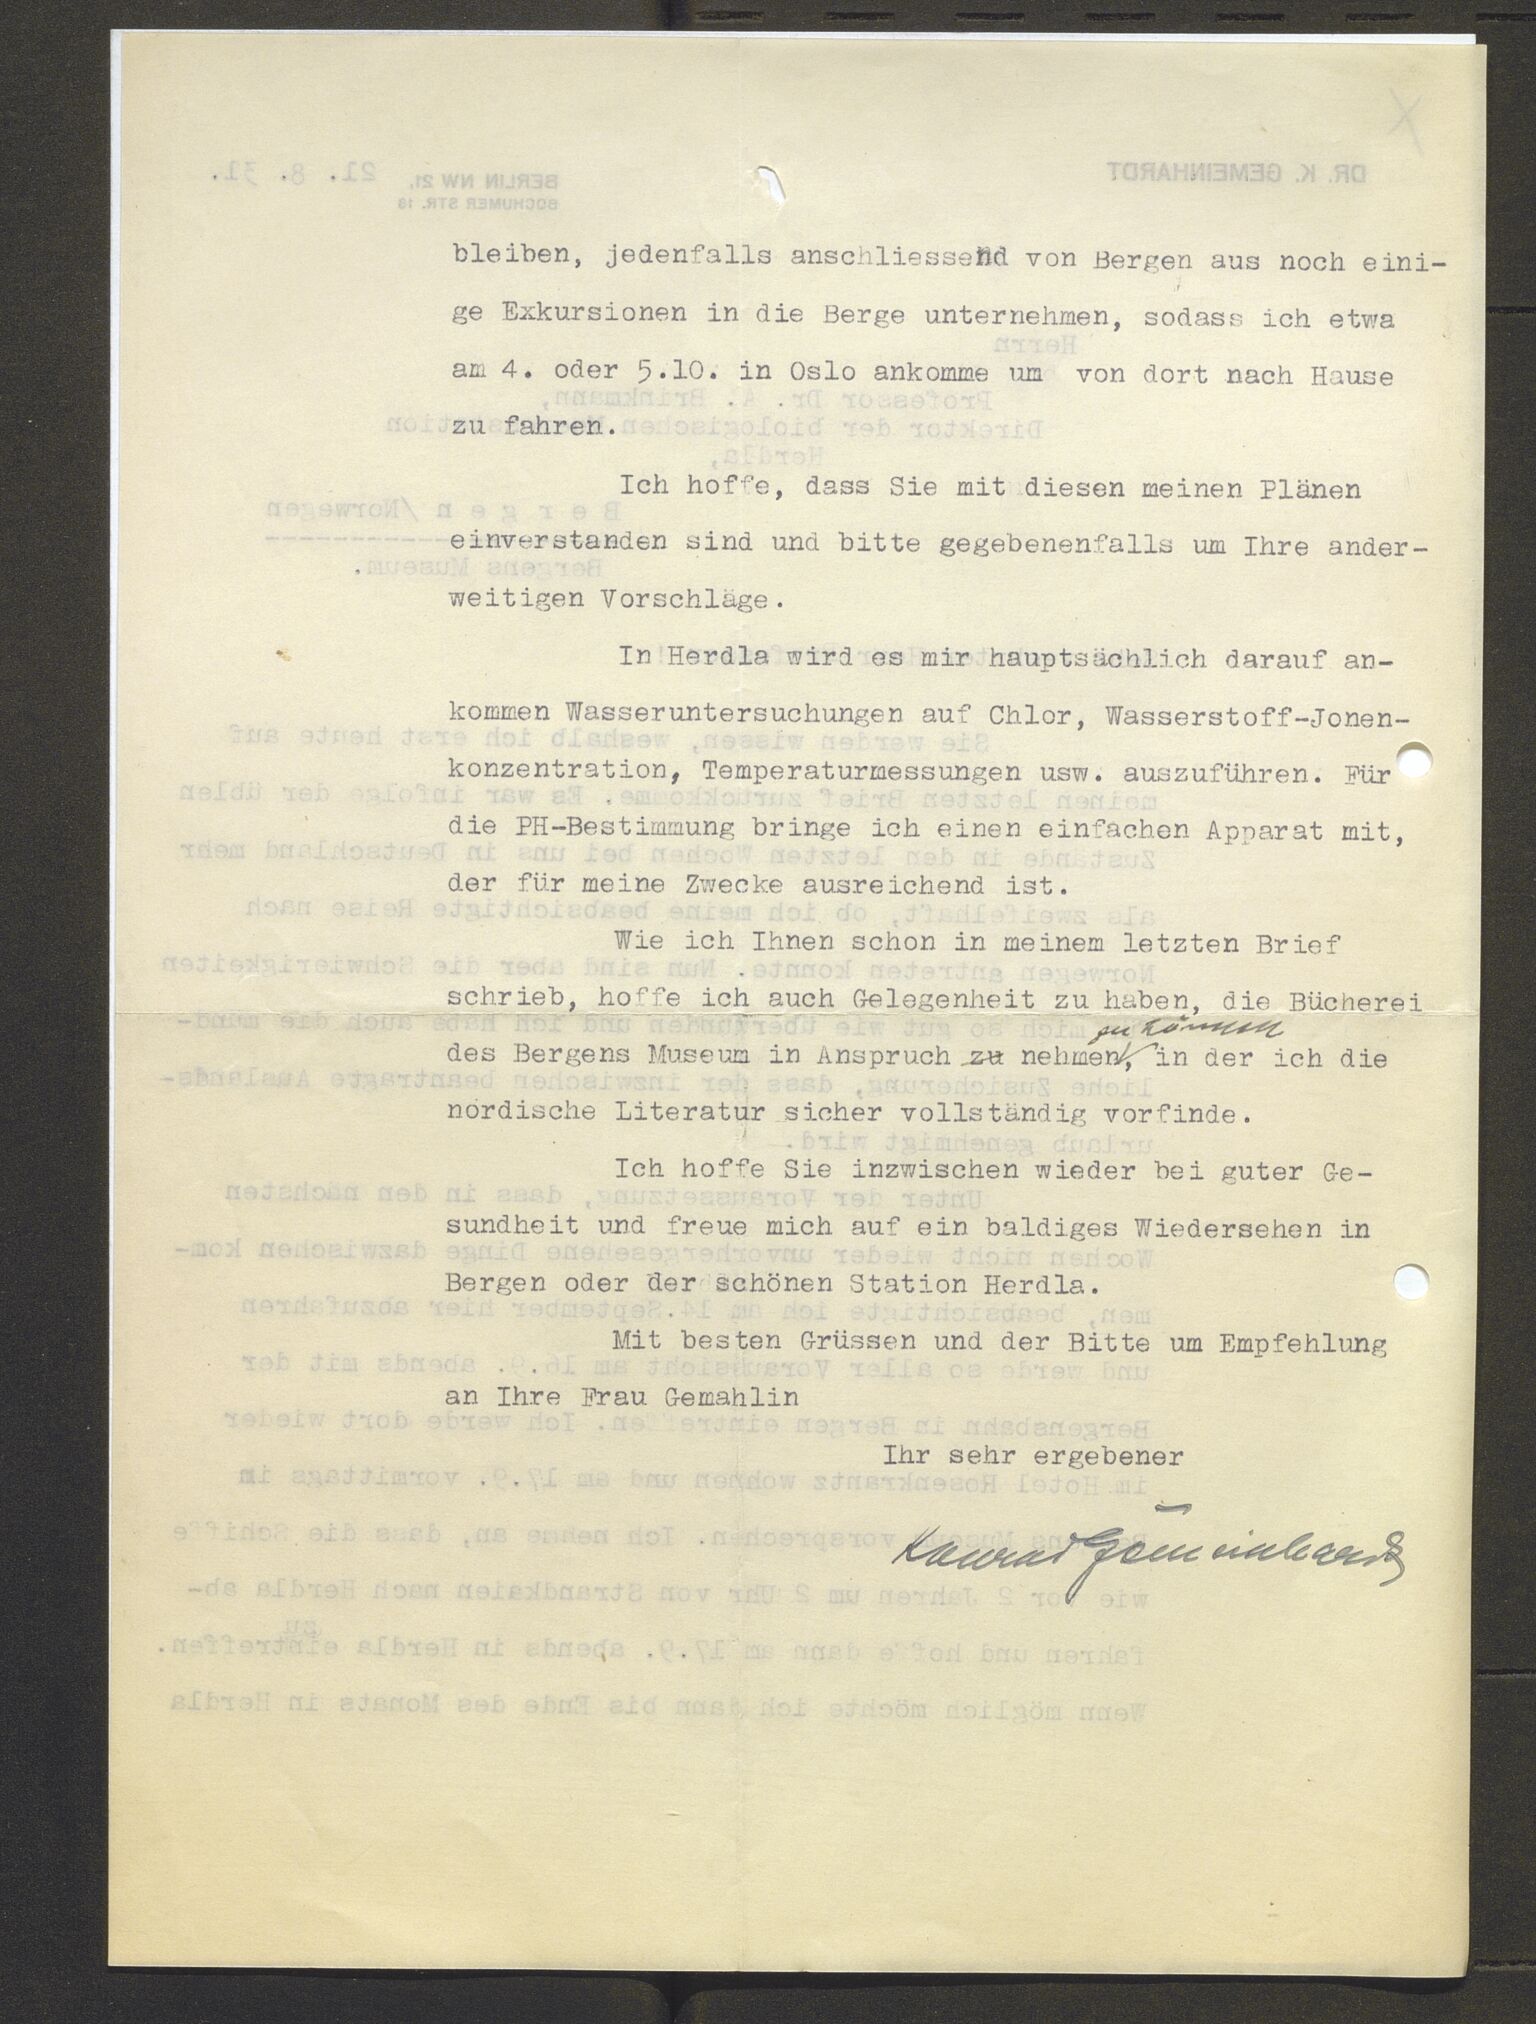 bleiben, jedenfalls anschliessend von Bergen aus noch eini-
ge Exkursionen in die Berge unternehmen, sodass ich etwa
am 4. oder 5.10. in Oslo ankomme um von dort nach Hause
zu fahren.
Ich hoffe, dass Sie mit diesen meinen Plänen
einverstanden sind und bitte gegebenenfalls um Ihre ander-
weitigen Vorschläge.
In Herdla wird es mir hauptsächlich darauf an-
kommen Wasseruntersuchungen auf Chlor, Wasserstoff-Jonen-
konzentration, Temperaturmessungen usw. auszuführen. Für
die PH-Bestimmung bringe ich einen einfachen Apparat mit,
der für meine Zwecke ausreichend ist.
Wie ich Ihnen schon in meinem letzten Brief
schrieb, hoffe ich auch Gelegenheit zu haben, die Bücherei
zu können
des Bergens Museum in Anspruch zu nehmen, in der ich die
nordische Literatur sicher vollständig vorfinde.
Ich hoffe Sie inzwischen wieder bei guter Ge-
sundheit und freue mich auf ein baldiges Wiedersehen in
Bergen oder der schönen Station Herdla.
Mit besten Grüssen und der Bitte um Empfehlung
an Ihre Frau Gemahlin
Ihr sehr ergebener
Konrad Gemeinhardt